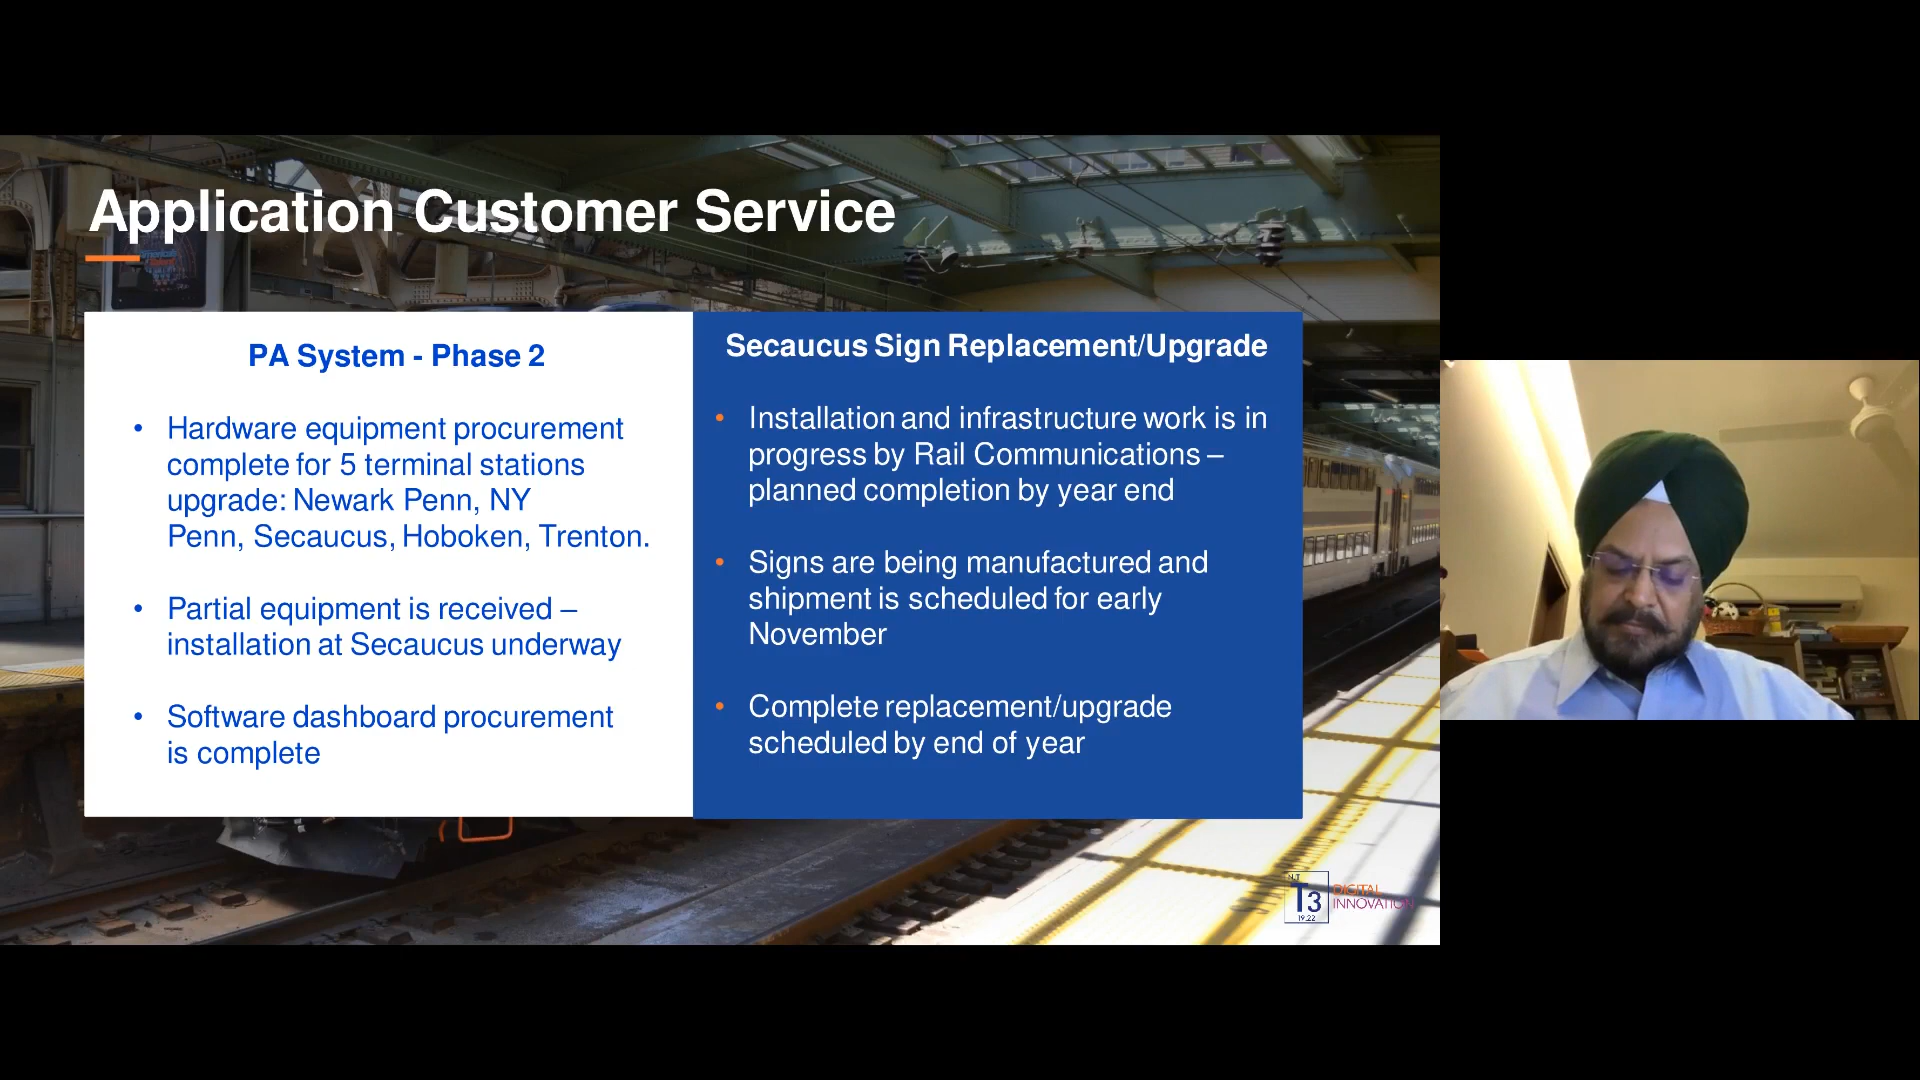 Application Customer Service
PA System - Phase 2
• Hardware equipment procurement
complete for 5 terminal stations
upgrade: Newark Penn, NY
Penn, Secaucus, Hoboken, Trenton.
• Partial equipment is received –
installation at Secaucus underway
• Software dashboard procurement
is complete
Secaucus Sign Replacement/Upgrade
• Installation and infrastructure work is in
progress by Rail Communications –
planned completion by year end
• Signs are being manufactured and
shipment is scheduled for early
November
• Complete replacement/upgrade
scheduled by end of year
T3
19.22
DIGITAL
INNOVATION